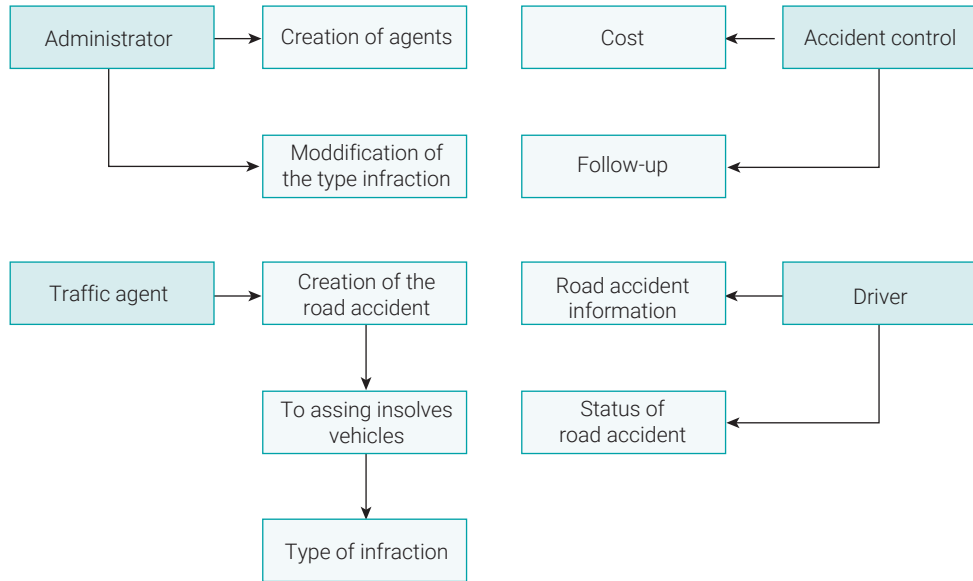 Administrator
Creation of agents
Cost
Accident control
Moddification of
the type infraction
Follow-up
Traffic agent
Creation of the
road accident
Road accident
information
Driver
To assing insolves
vehicles
Status of
road accident
Type of infraction